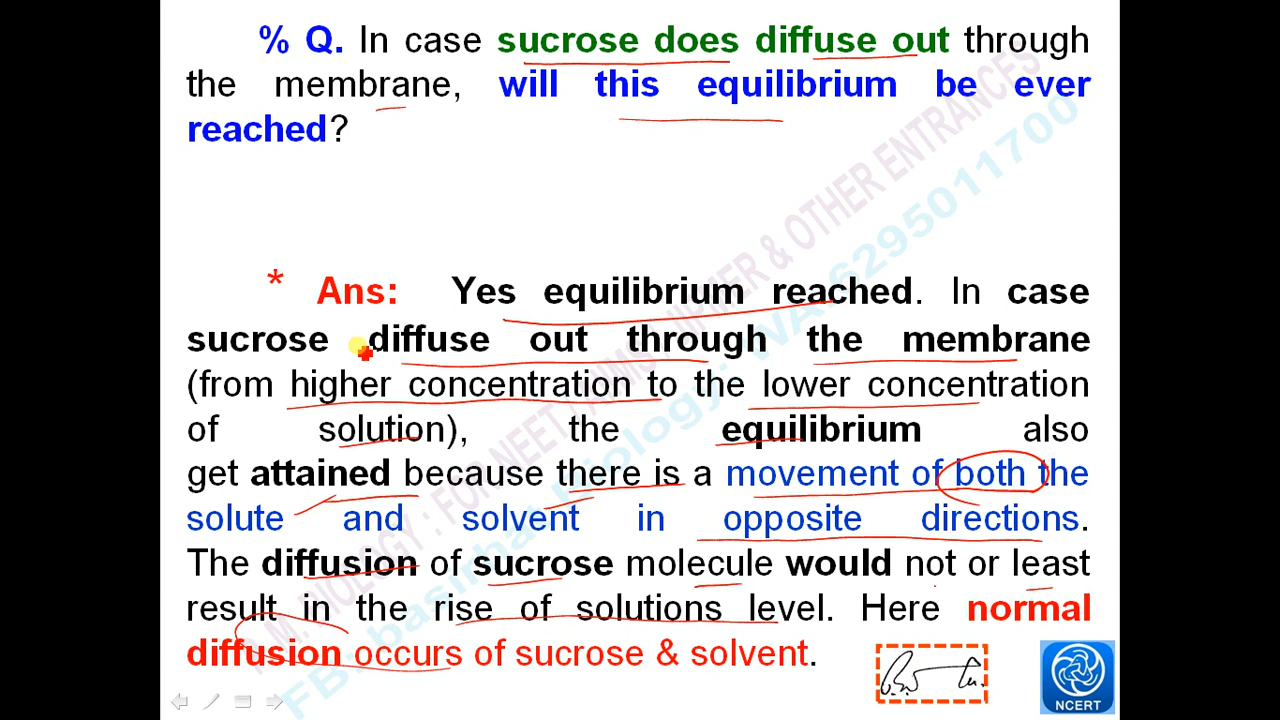 % Q. In case sucrose does diffuse out through
the membrane, will this equilibrium be ever
reached?
* Ans: Yes equilibrium reached. In case
sucrose diffuse out through the membrane
(from higher concentration to the lower concentration
of solution), the equilibrium also
get attained because there is a movement of both the
solute and solvent in opposite directions.
The diffusion of sucrose molecule would not or least
result in the rise of solutions level. Here normal
diffusion occurs of sucrose & solvent.
NCERT